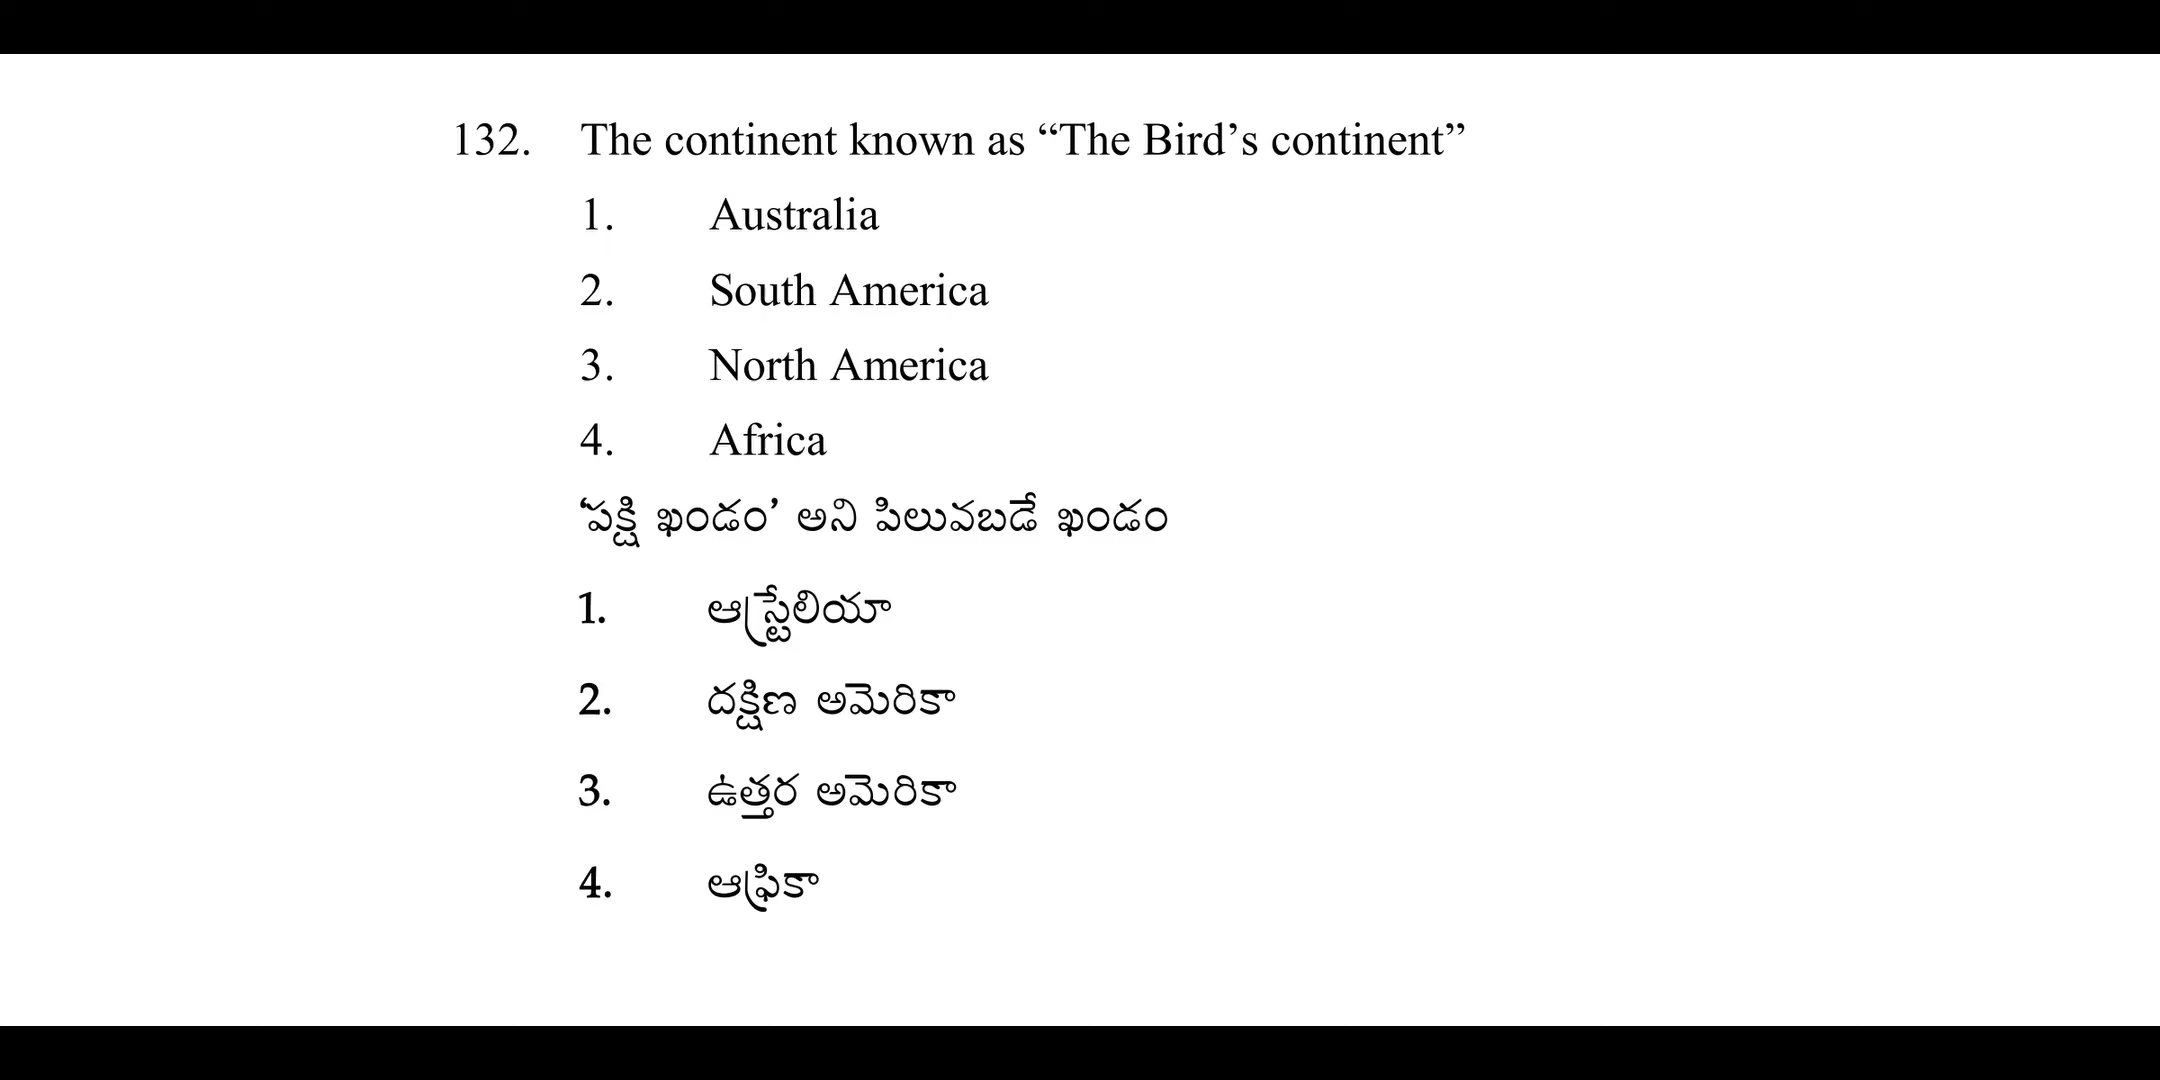 132. The continent known as “The Bird’s continent”
1. Australia
2. South America
3. North America
4. Africa
‘పక్షి ఖండం’ అని పిలువబడే ఖండం
1. ఆస్ట్రేలియా
2. దక్షిణ అమెరికా
3. ఉత్తర అమెరికా
4. ఆఫ్రికా